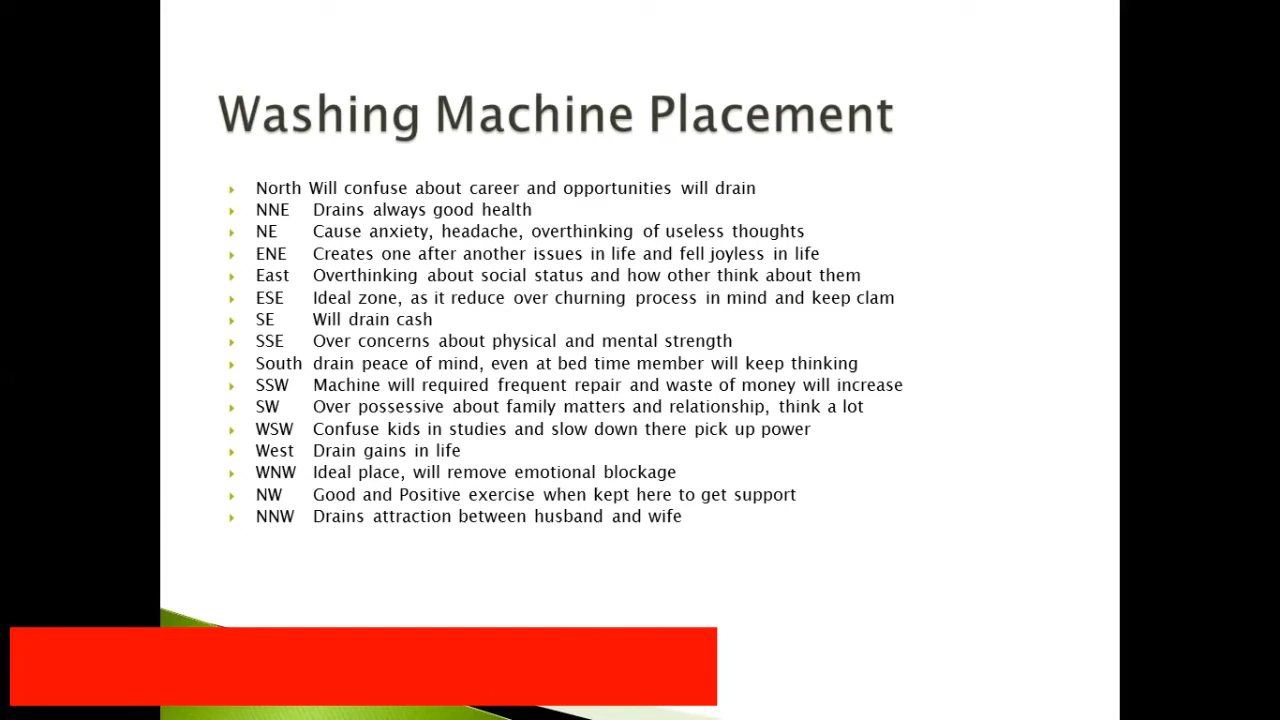 Washing Machine Placement
North Will confuse about career and opportunities will drain
NNE Drains always good health
NE Cause anxiety, headache, overthinking of useless thoughts
ENE Creates one after another issues in life and fell joyless in life
East Overthinking about social status and how other think about them
ESE Ideal zone, as it reduce over churning process in mind and keep clam
SE Will drain cash
SSE Over concerns about physical and mental strength
South drain peace of mind, even at bed time member will keep thinking
SSW Machine will required frequent repair and waste of money will increase
SW Over possessive about family matters and relationship, think a lot
WSW Confuse kids in studies and slow down there pick up power
West Drain gains in life
WNW Ideal place, will remove emotional blockage
NW Good and Positive exercise when kept here to get support
NNW Drains attraction between husband and wife